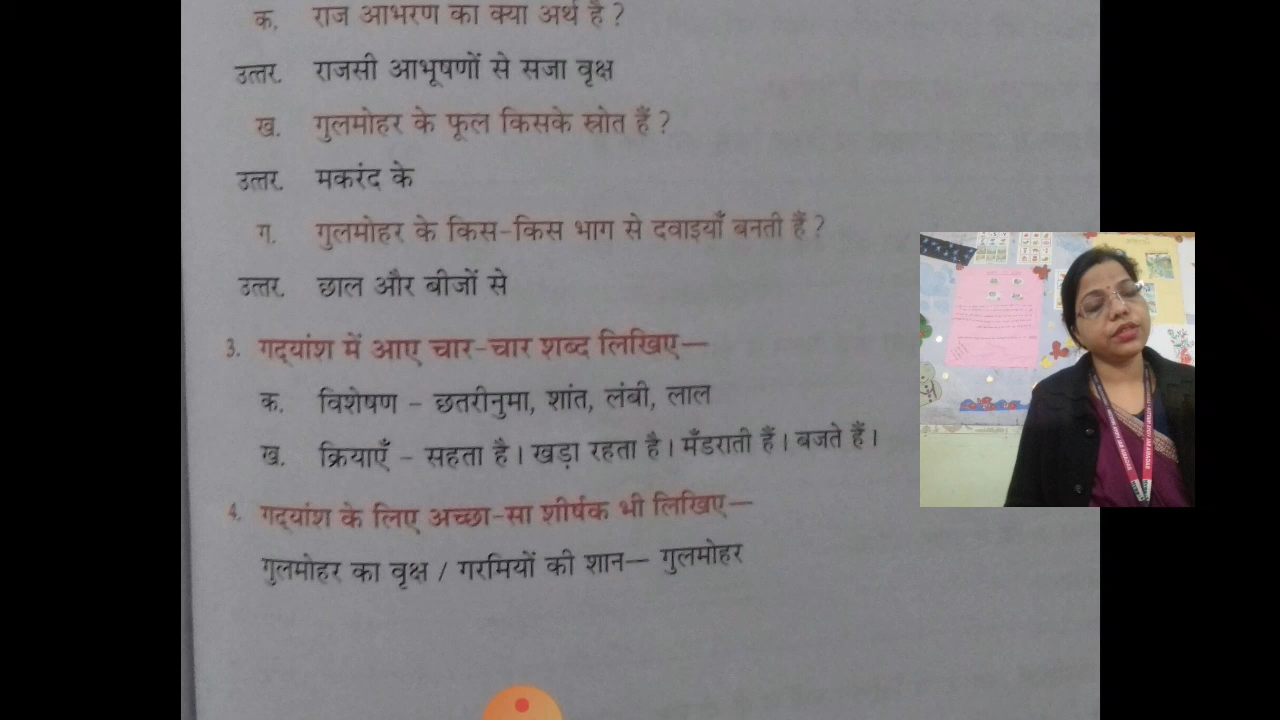 क. राज आभरण का क्या अर्थ है ?
उत्तर. राजसी आभूषणों से सजा वृक्ष
ख. गुलमोहर के फूल किसके स्रोत हैं ?
उत्तर. मकरंद के
ग. गुलमोहर के किस-किस भाग से दवाइयाँ बनती हैं ?
उत्तर. छाल और बीजों से
3. गद्यांश में आए चार-चार शब्द लिखिए—
क. विशेषण – छतरीनुमा, शांत, लंबी, लाल
ख. क्रियाएँ – सहता है। खड़ा रहता है। मँडराती हैं। बजते हैं।
4. गद्यांश के लिए अच्छा-सा शीर्षक भी लिखिए—
गुलमोहर का वृक्ष / गरमियों की शान— गुलमोहर